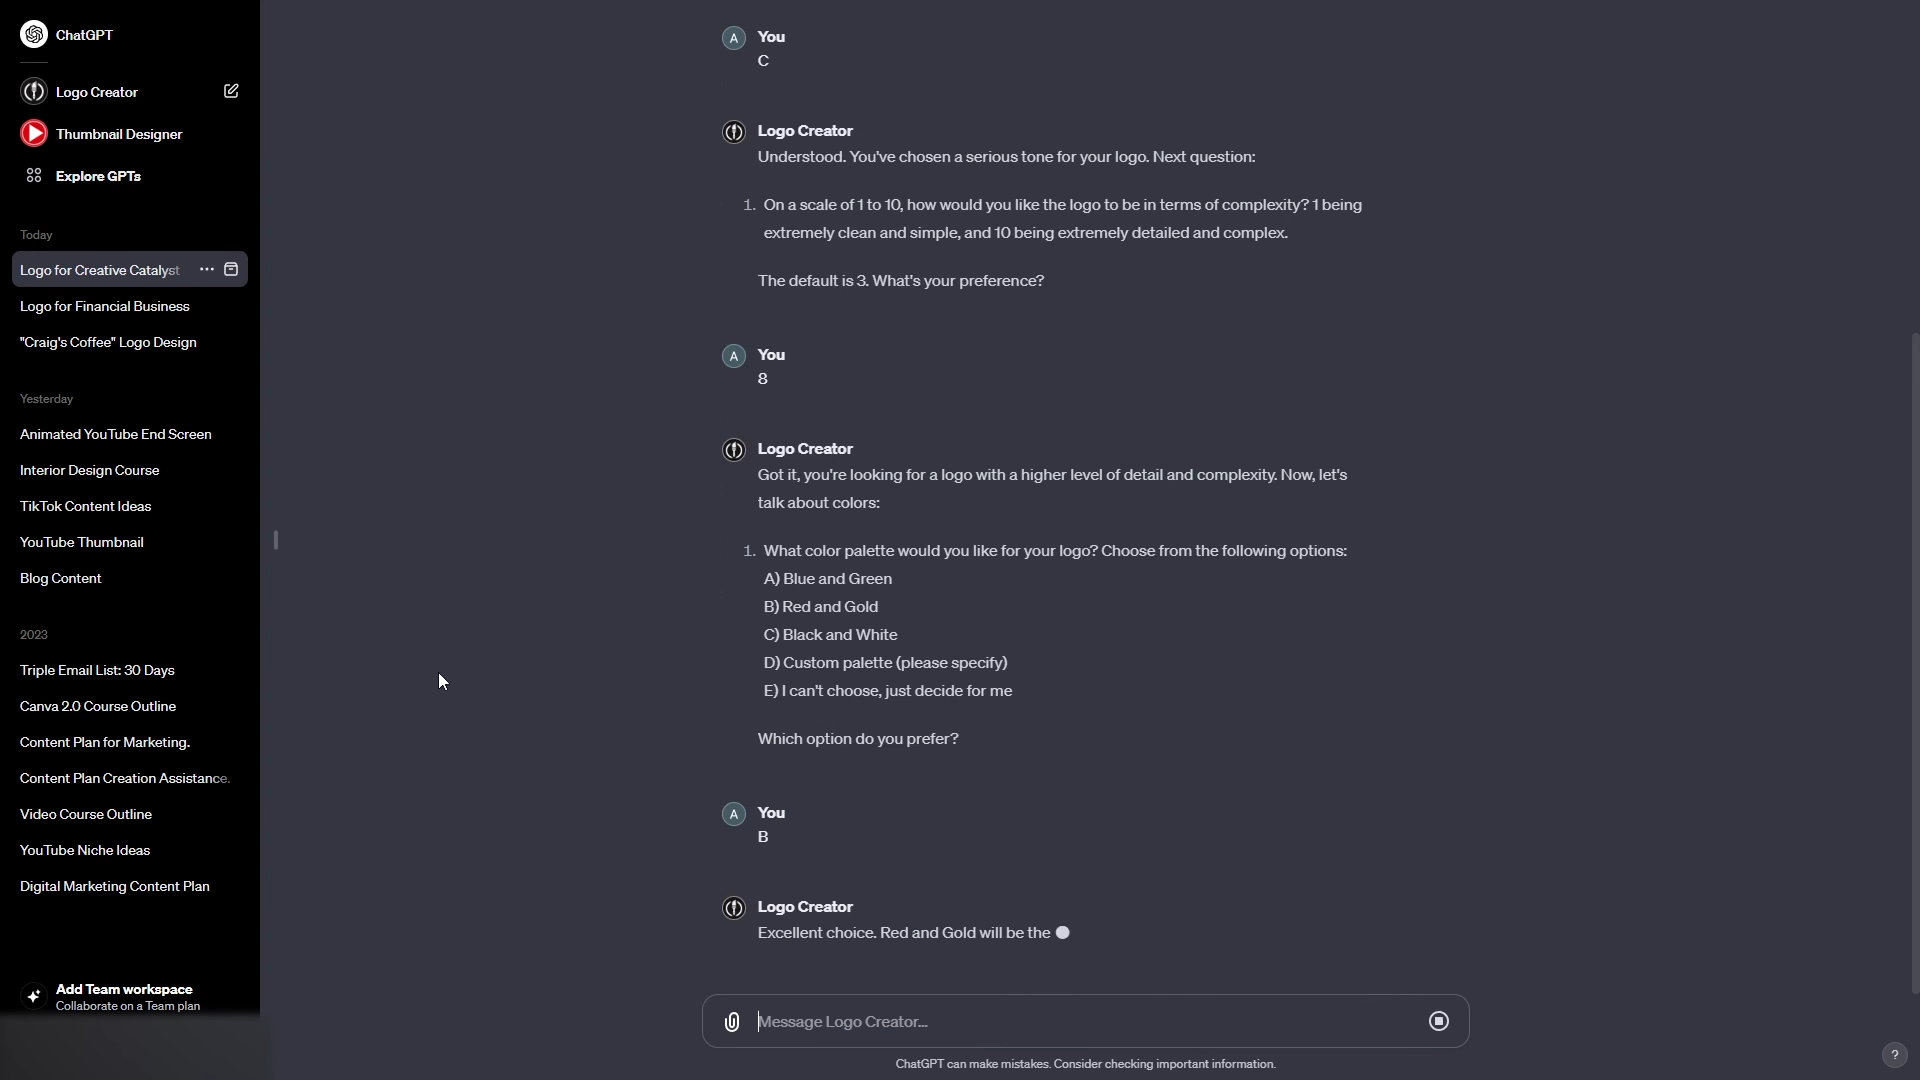 ChatGPT
Logo Creator
Thumbnail Designer
Explore GPTs
Today
Logo for Creative Catalyst
Logo for Financial Business
"Craig's Coffee" Logo Design
Yesterday
Animated YouTube End Screen
Interior Design Course
TikTok Content Ideas
YouTube Thumbnail
Blog Content
2023
Triple Email List: 30 Days
Canva 2.0 Course Outline
Content Plan for Marketing.
Content Plan Creation Assistance.
Video Course Outline
YouTube Niche Ideas
Digital Marketing Content Plan
Add Team workspace
Collaborate on a Team plan
A You
C
Logo Creator
Understood. You've chosen a serious tone for your logo. Next question:
1. On a scale of 1 to 10, how would you like the logo to be in terms of complexity? 1 being
extremely clean and simple, and 10 being extremely detailed and complex.
The default is 3. What's your preference?
A You
8
Logo Creator
Got it, you're looking for a logo with a higher level of detail and complexity. Now, let's
talk about colors:
1. What color palette would you like for your logo? Choose from the following options:
A) Blue and Green
B) Red and Gold
C) Black and White
D) Custom palette (please specify)
E) I can't choose, just decide for me
Which option do you prefer?
A You
B
Logo Creator
Excellent choice. Red and Gold will be the
Message Logo Creator...
ChatGPT can make mistakes. Consider checking important information.
?